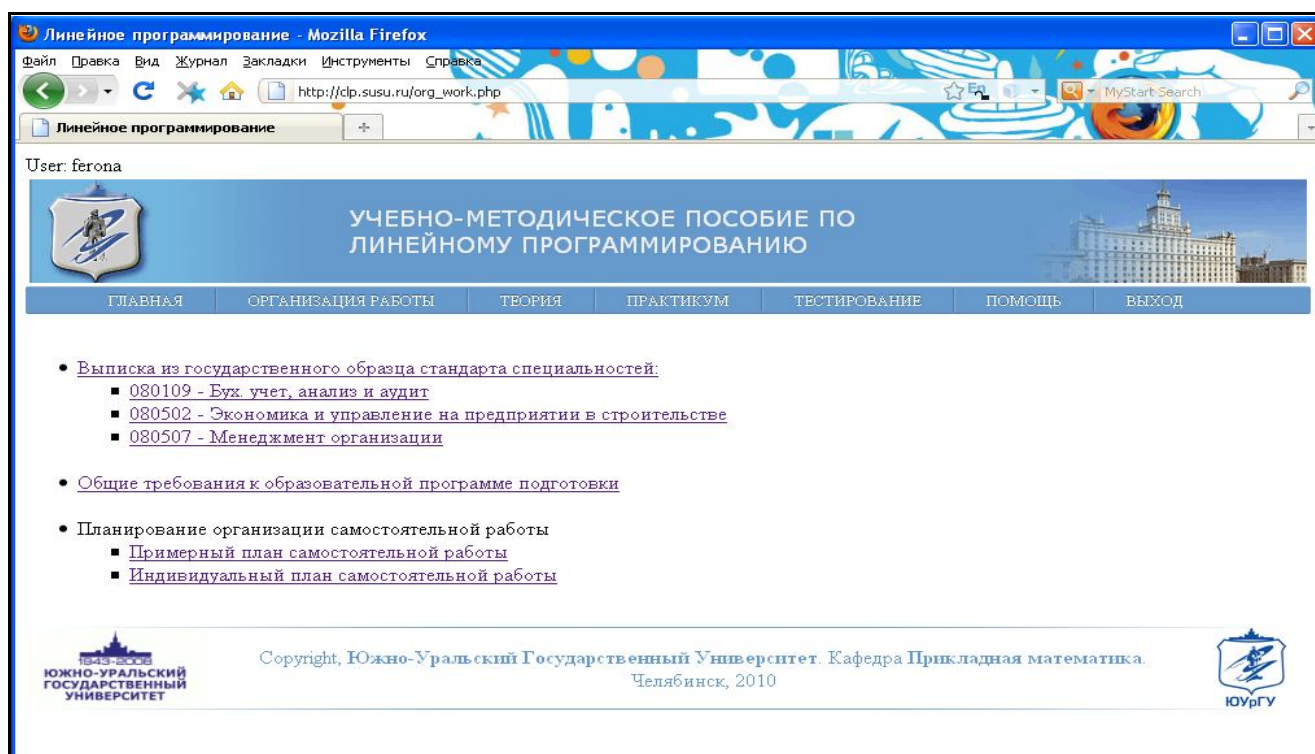 Линейное программирование - Mozilla Firefox
Файл Правка Вид Журнал Закладки Инструменты Справка
http://clp.susu.ru/org_work.php
En
MyStart Search
Линейное программирование
User: ferona
УЧЕБНО-МЕТОДИЧЕСКОЕ ПОСОБИЕ ПО
ЛИНЕЙНОМУ ПРОГРАММИРОВАНИЮ
ГЛАВНАЯ ОРГАНИЗАЦИЯ РАБОТЫ ТЕОРИЯ ПРАКТИКУМ ТЕСТИРОВАНИЕ ПОМОЩЬ ВЫХОД
Выписка из государственного образца стандарта специальностей:
080109 - Бух. учет, анализ и аудит
080502 - Экономика и управление на предприятии в строительстве
080507 - Менеджмент организации
Общие требования к образовательной программе подготовки
Планирование организации самостоятельной работы
Примерный план самостоятельной работы
Индивидуальный план самостоятельной работы
1943-2008
ЮЖНО-УРАЛЬСКИЙ
ГОСУДАРСТВЕННЫЙ
УНИВЕРСИТЕТ
Copyright, Южно-Уральский Государственный Университет. Кафедра Прикладная математика.
Челябинск, 2010
ЮУрГУ